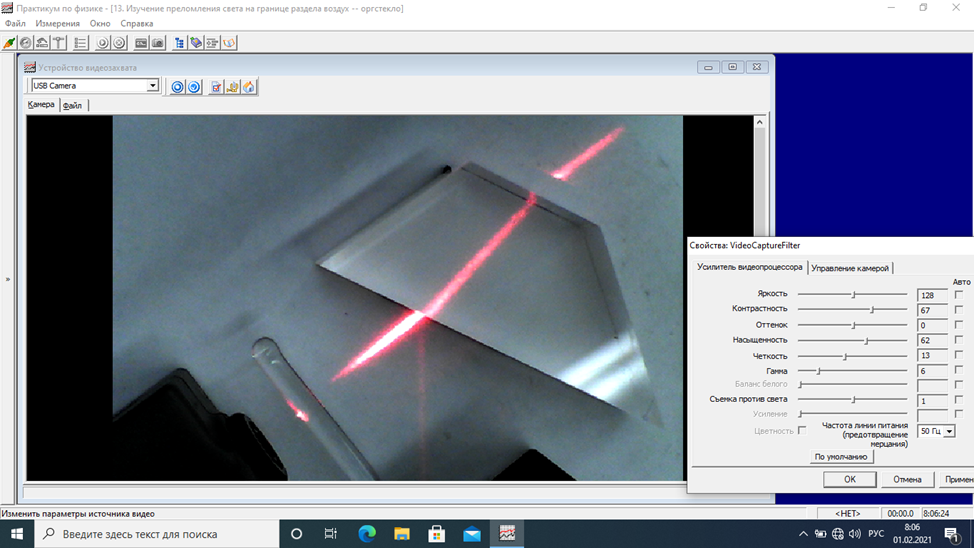 Практикум по физике - [13. Изучение преломления света на границе раздела воздух -- оргстекло]
Файл Измерения Окно Справка
Устройство видеозахвата
USB Camera
Камера Файл
Свойства: VideoCaptureFilter
Усилитель видеопроцессора Управление камерой
Авто
Яркость 128
Контрастность 67
Оттенок 0
Насыщенность 62
Четкость 13
Гамма 6
Баланс белого
Съемка против света 1
Усиление
Цветность Частота линии питания (предотвращение мерцания) 50 Гц
По умолчанию
OK Отмена Примен
Изменить параметры источника видео <НЕТ> 00:00.0 8:06:24
Введите здесь текст для поиска РУС 8:06
01.02.2021 1